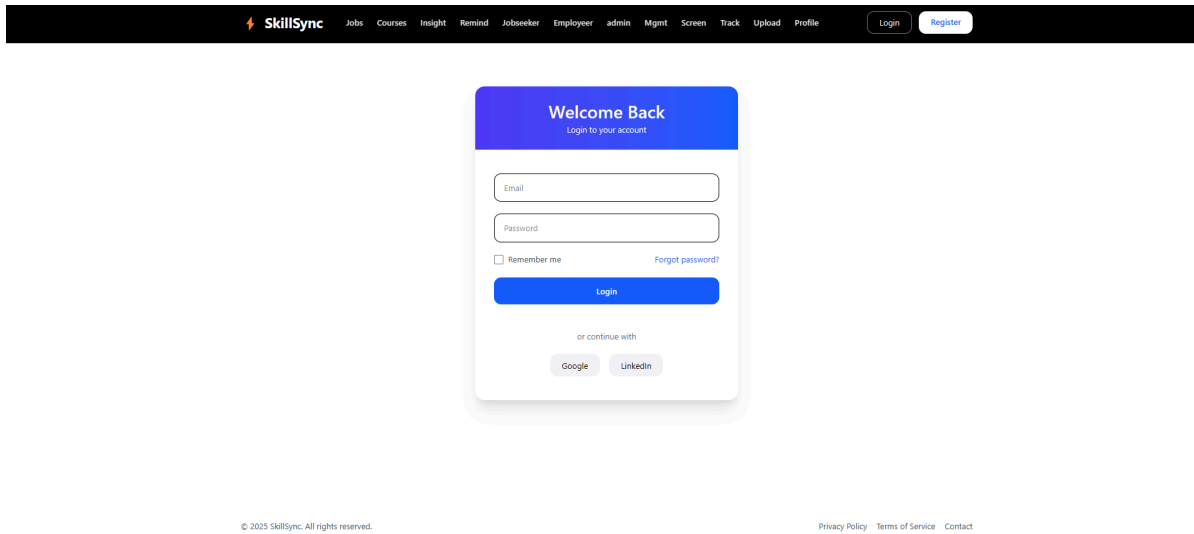 SkillSync Jobs Courses Insight Remind Jobseeker Employeer admin Mgmt Screen Track Upload Profile Login Register
Welcome Back
Login to your account
Email
Password
Remember me Forgot password?
Login
or continue with
Google LinkedIn
© 2025 SkillSync. All rights reserved. Privacy Policy Terms of Service Contact